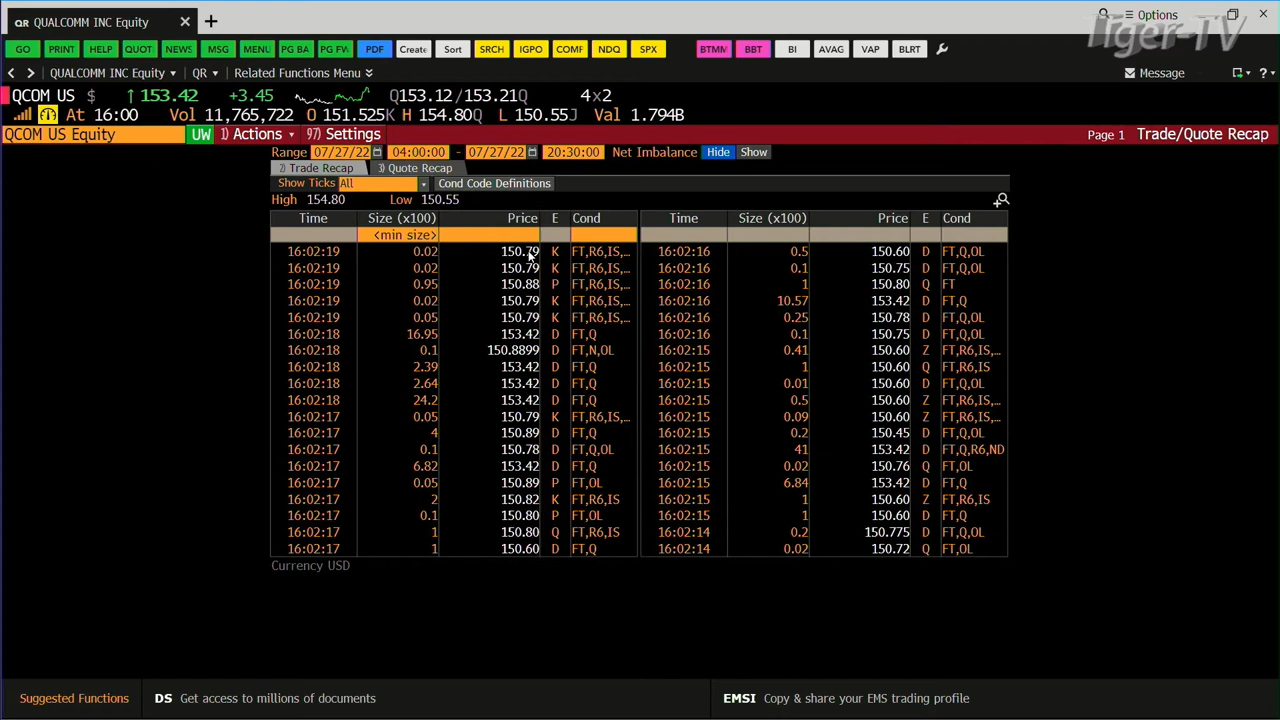 QR QUALCOMM INC Equity × +
Options
Tiger-TV
GO PRINT HELP QUOT NEWS MSG MENU PG BA PG FW PDF Create Sort SRCH IGPO COMF NDQ SPX BTMM BBT BI AVAG VAP BLRT
< > QUALCOMM INC Equity QR Related Functions Menu Message ?
QCOM US $ ↑153.42 +3.45 Q153.12/153.21Q 4x2
At 16:00 Vol 11,765,722 O 151.525K H 154.80Q L 150.55J Val 1.794B
QCOM US Equity UW 1) Actions 97) Settings Page 1 Trade/Quote Recap
Range 07/27/22 04:00:00 - 07/27/22 20:30:00 Net Imbalance Hide Show
2) Trade Recap 3) Quote Recap
Show Ticks All Cond Code Definitions
High 154.80 Low 150.55
Time Size (x100) Price E Cond Time Size (x100) Price E Cond
<min size>
16:02:19 0.02 150.79 K FT,R6,IS,… 16:02:16 0.5 150.60 D FT,Q,OL
16:02:19 0.02 150.79 K FT,R6,IS,… 16:02:16 0.1 150.75 D FT,Q,OL
16:02:19 0.95 150.88 P FT,R6,IS,… 16:02:16 1 150.80 Q FT
16:02:19 0.02 150.79 K FT,R6,IS,… 16:02:16 10.57 153.42 D FT,Q
16:02:19 0.05 150.79 K FT,R6,IS,… 16:02:16 0.25 150.78 D FT,Q,OL
16:02:18 16.95 153.42 D FT,Q 16:02:16 0.1 150.75 D FT,Q,OL
16:02:18 0.1 150.8899 D FT,N,OL 16:02:15 0.41 150.60 Z FT,R6,IS,…
16:02:18 2.39 153.42 D FT,Q 16:02:15 1 150.60 Q FT,R6,IS
16:02:18 2.64 153.42 D FT,Q 16:02:15 0.01 150.60 D FT,Q,OL
16:02:18 24.2 153.42 D FT,Q 16:02:15 0.5 150.60 Z FT,R6,IS,…
16:02:17 0.05 150.79 K FT,R6,IS,… 16:02:15 0.09 150.60 Z FT,R6,IS,…
16:02:17 4 150.89 D FT,Q 16:02:15 0.2 150.45 D FT,Q,OL
16:02:17 0.1 150.78 D FT,Q,OL 16:02:15 41 153.42 D FT,Q,R6,ND
16:02:17 6.82 153.42 D FT,Q 16:02:15 0.02 150.76 Q FT,OL
16:02:17 0.05 150.89 P FT,OL 16:02:15 6.84 153.42 D FT,Q
16:02:17 2 150.82 K FT,R6,IS 16:02:15 1 150.60 Z FT,R6,IS
16:02:17 0.1 150.80 P FT,OL 16:02:15 1 150.60 D FT,Q
16:02:17 1 150.80 Q FT,R6,IS 16:02:14 0.2 150.775 D FT,Q,OL
16:02:17 1 150.60 D FT,Q 16:02:14 0.02 150.72 Q FT,OL
Currency USD
Suggested Functions DS Get access to millions of documents EMSI Copy & share your EMS trading profile